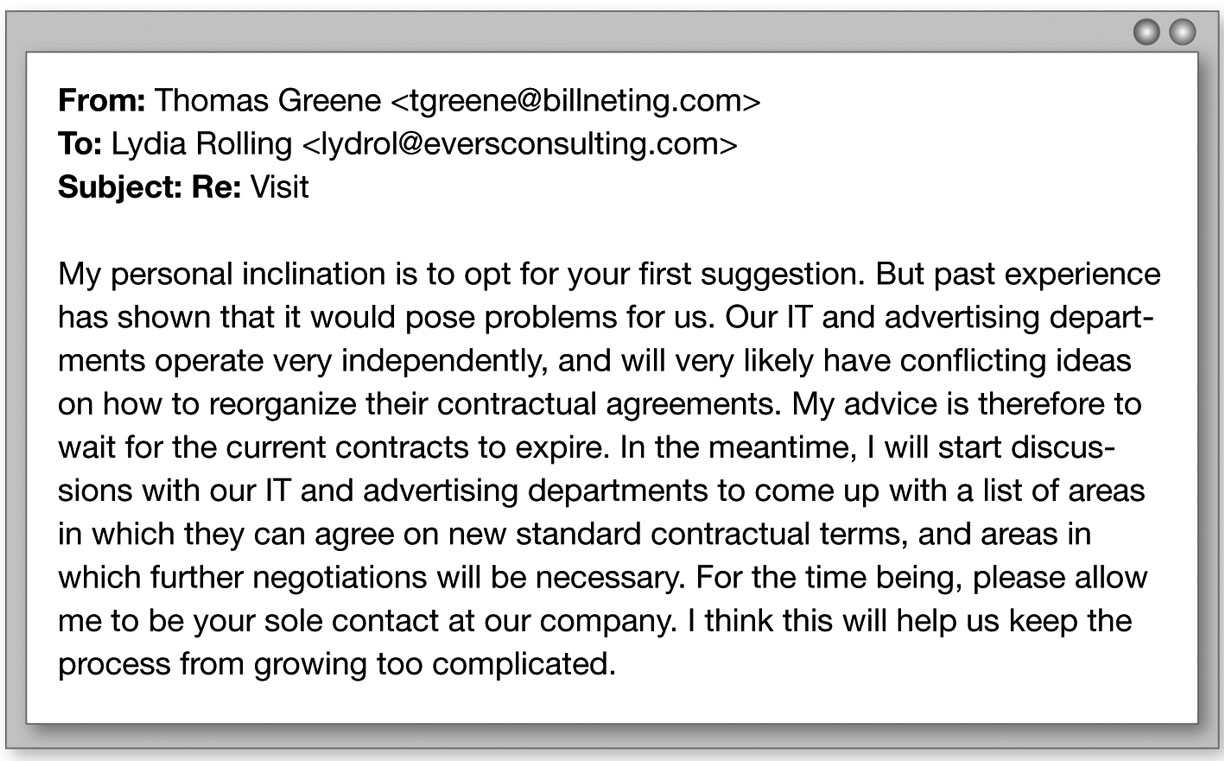 From: Thomas Greene <tgreene@billneting.com>
To: Lydia Rolling <lydrol@eversconsulting.com>
Subject: Re: Visit
My personal inclination is to opt for your first suggestion. But past experience
has shown that it would pose problems for us. Our IT and advertising depart-
ments operate very independently, and will very likely have conflicting ideas
on how to reorganize their contractual agreements. My advice is therefore to
wait for the current contracts to expire. In the meantime, I will start discus-
sions with our IT and advertising departments to come up with a list of areas
in which they can agree on new standard contractual terms, and areas in
which further negotiations will be necessary. For the time being, please allow
me to be your sole contact at our company. I think this will help us keep the
process from growing too complicated.